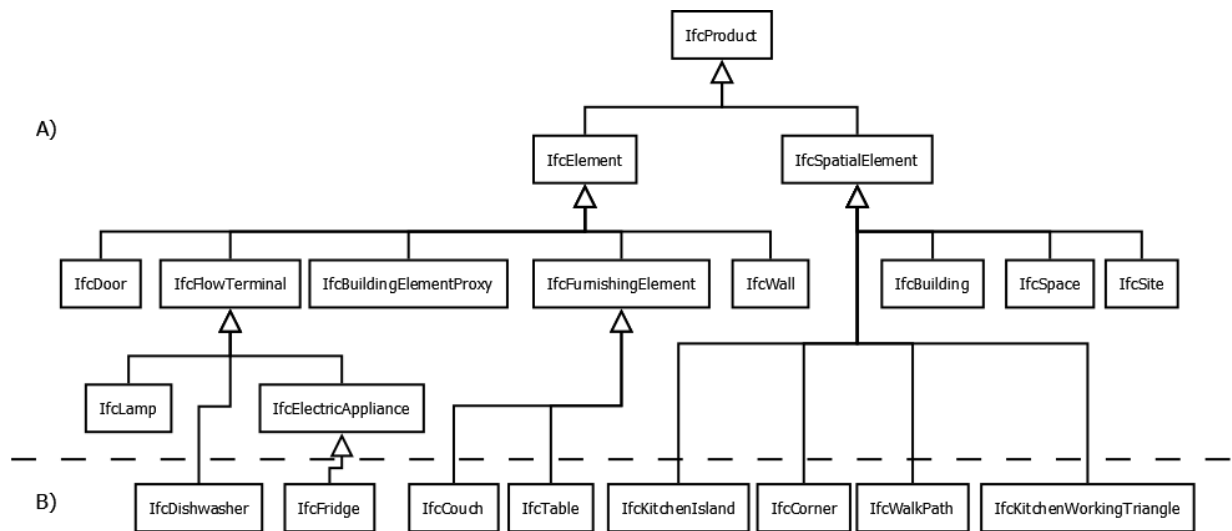 IfcProduct
A)
IfcElement
IfcSpatialElement
IfcDoor
IfcFlowTerminal
IfcBuildingElementProxy
IfcFurnishingElement
IfcWall
IfcBuilding
IfcSpace
IfcSite
IfcLamp
IfcElectricAppliance
B)
IfcDishwasher
IfcFridge
IfcCouch
IfcTable
IfcKitchenIsland
IfcCorner
IfcWalkPath
IfcKitchenWorkingTriangle